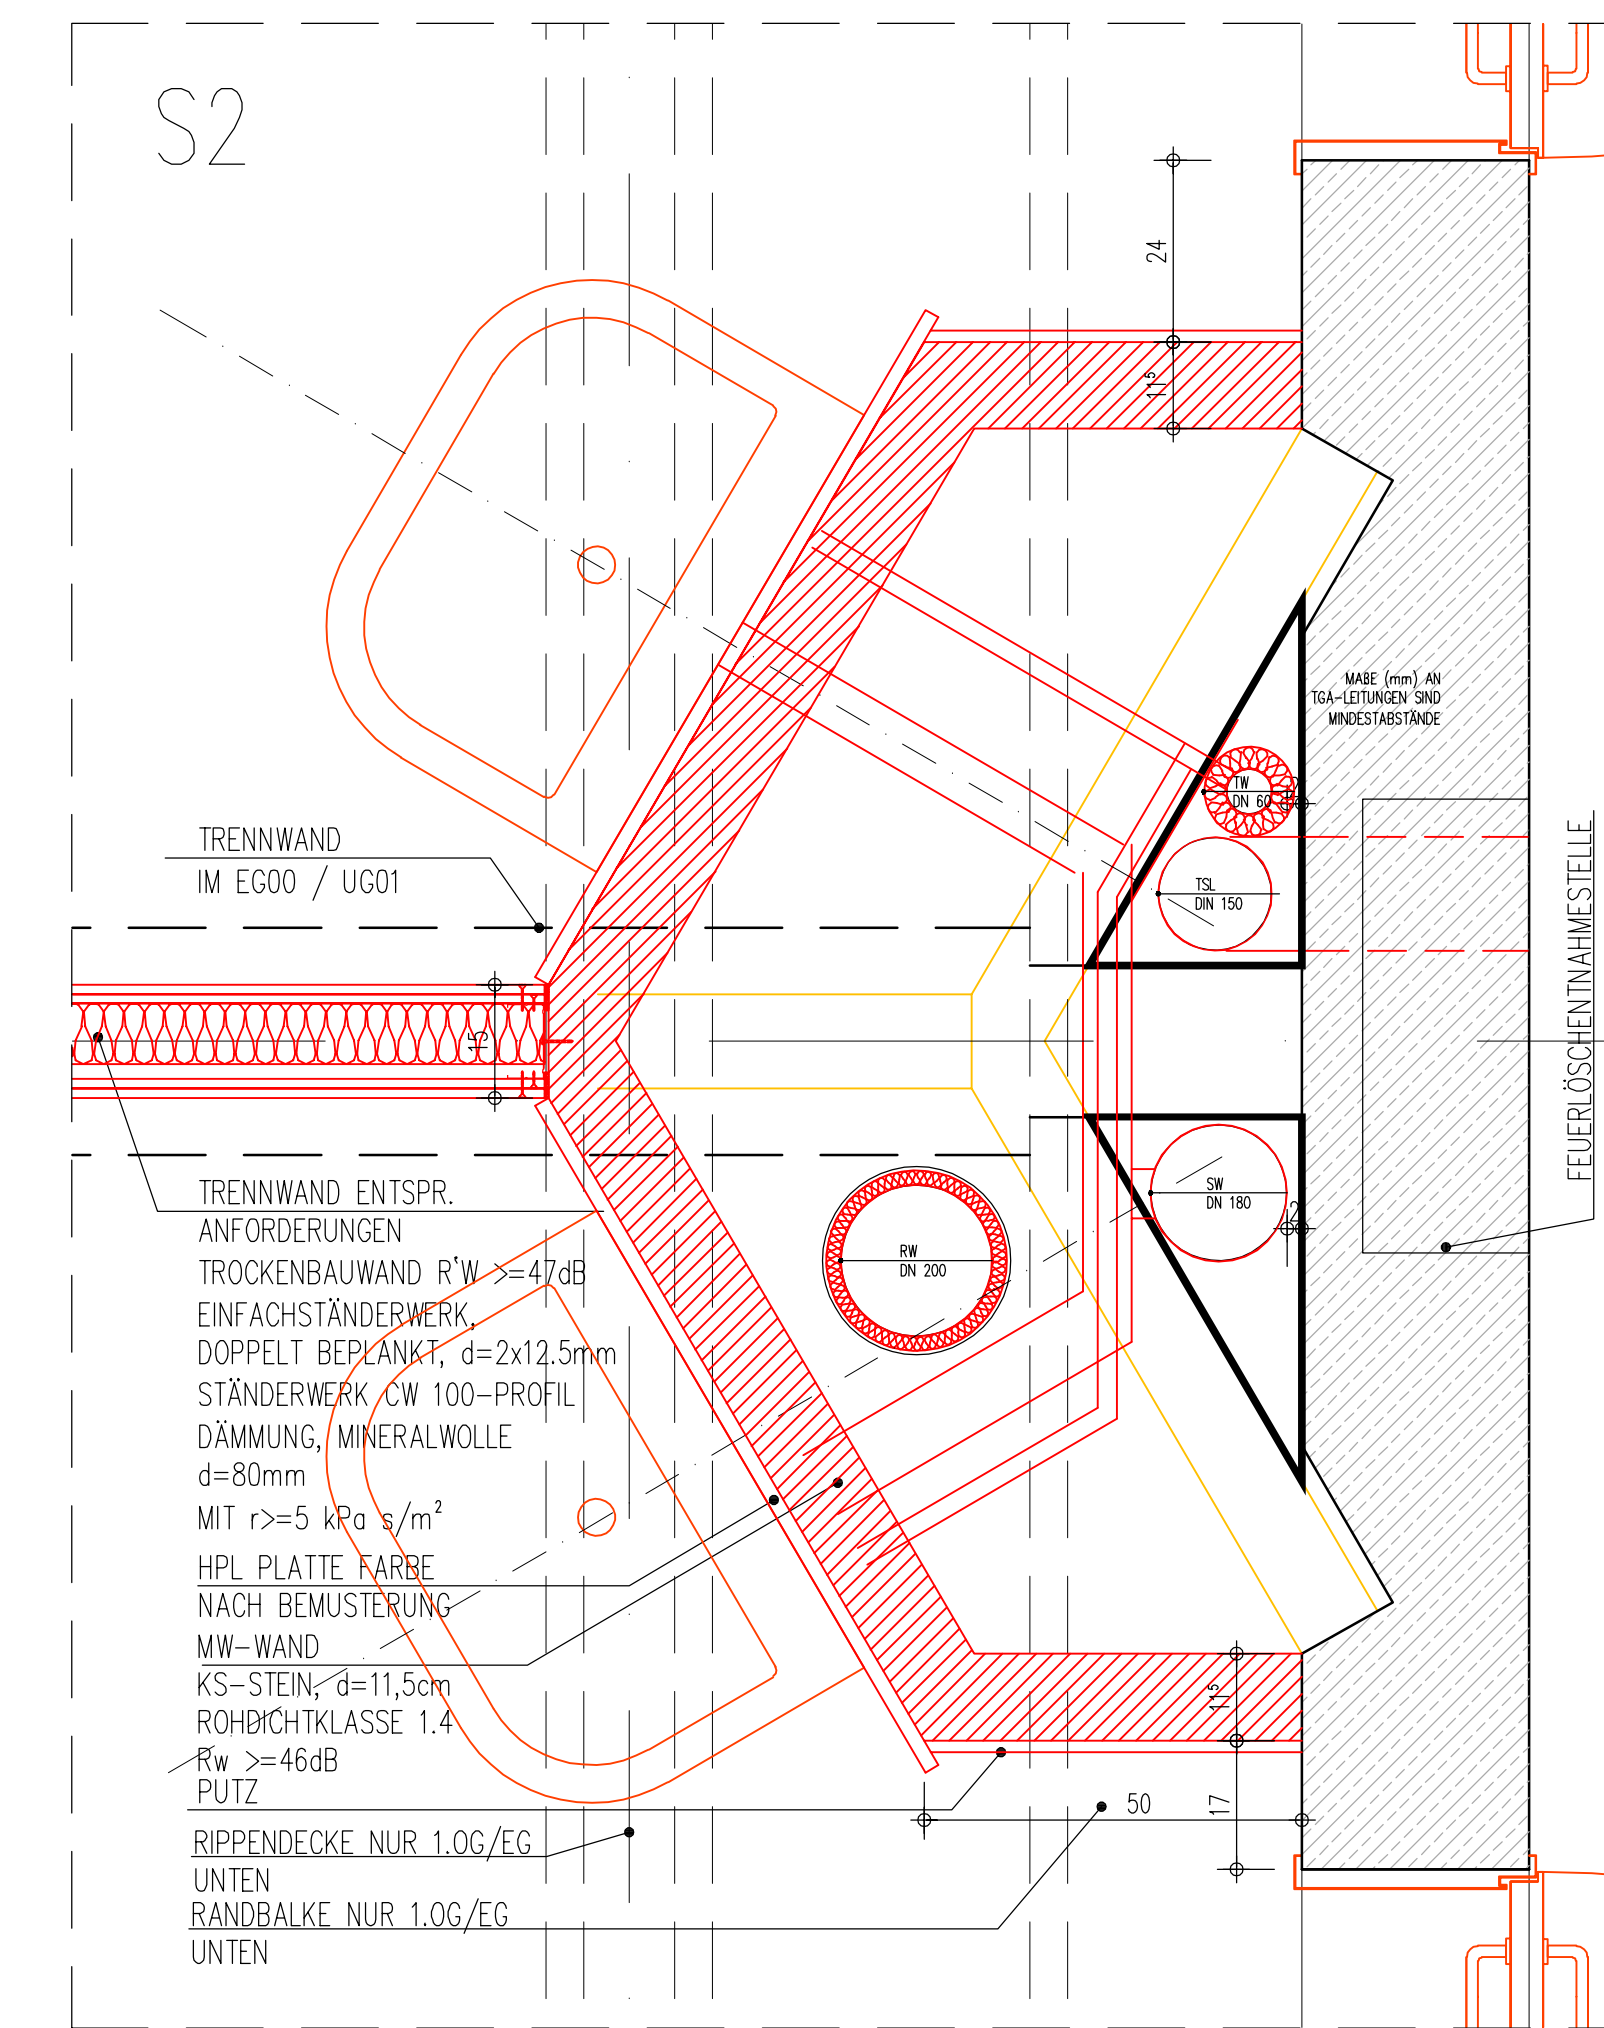 S2
24
11⁵
MAßE (mm) AN
TGA-LEITUNGEN SIND
MINDESTABSTÄNDE
TW
DN 60
2
TSL
DIN 150
FEUERLÖSCHENTNAHMESTELLE
TRENNWAND
IM EG00 / UG01
15
SW
DN 180
2
RW
DN 200
TRENNWAND ENTSPR.
ANFORDERUNGEN
TROCKENBAUWAND R'W >=47dB
EINFACHSTÄNDERWERK,
DOPPELT BEPLANKT, d=2x12.5mm
STÄNDERWERK CW 100-PROFIL
DÄMMUNG, MINERALWOLLE
d=80mm
MIT r>=5 kPa s/m²
HPL PLATTE FARBE
NACH BEMUSTERUNG
MW-WAND
KS-STEIN, d=11,5cm
ROHDICHTKLASSE 1.4
Rw >=46dB
PUTZ
11⁵
17
50
RIPPENDECKE NUR 1.OG/EG
UNTEN
RANDBALKE NUR 1.OG/EG
UNTEN